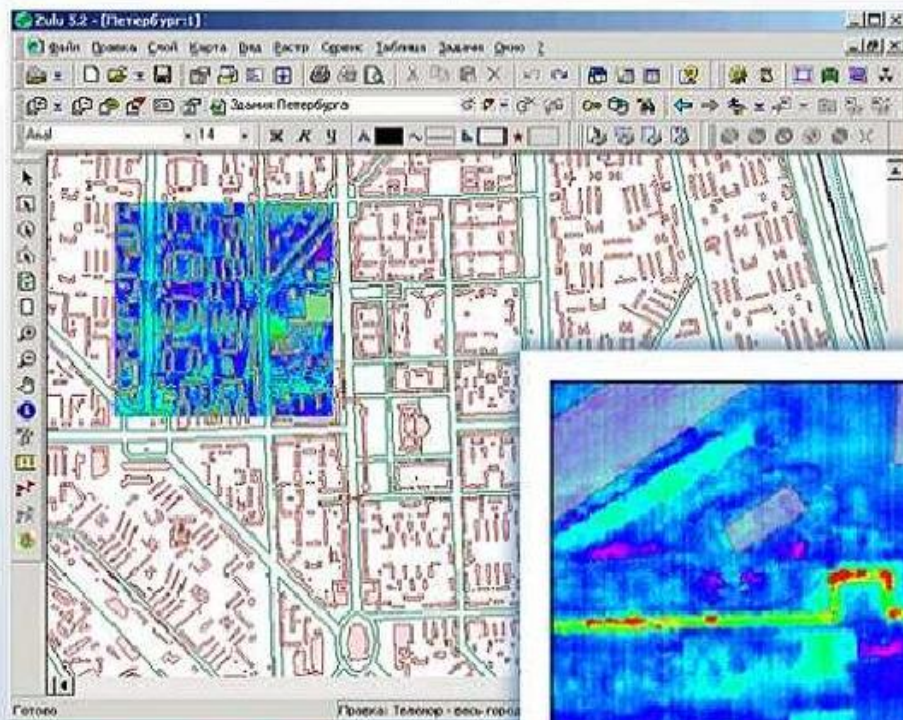 Zulu 5.2 - [Петербург:1]
Файл Правка Слой Карта Вид Растр Сервис Таблица Задачи Окно ?
Здания Петербурга
Arial 14 Ж К Ч
Готово
Правка: Теленор - весь город